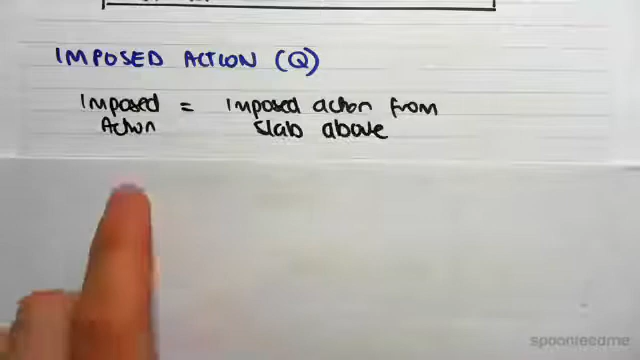 IMPOSED ACTION (Q)
Imposed = imposed action from
Action slab above
spoonfeedme